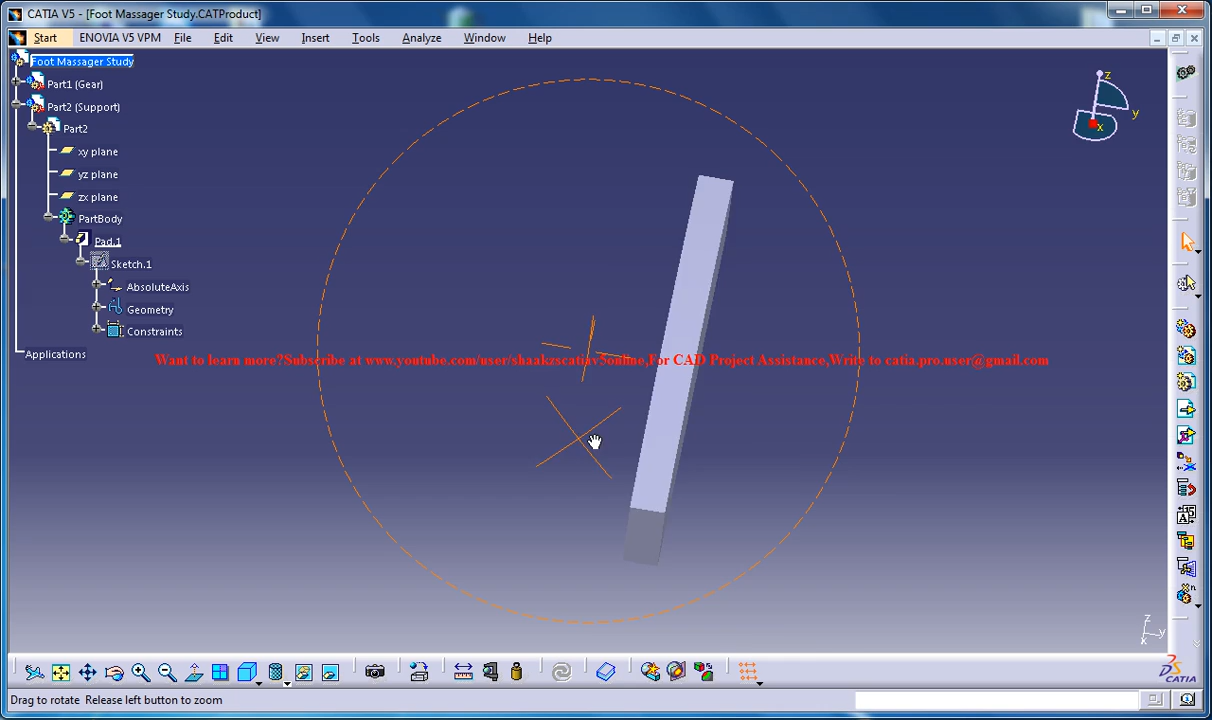 CATIA V5 - [Foot Massager Study.CATProduct]
Start ENOVIA V5 VPM File Edit View Insert Tools Analyze Window Help
Foot Massager Study
Part1 (Gear)
Part2 (Support)
Part2
xy plane
yz plane
zx plane
PartBody
Pad.1
Sketch.1
AbsoluteAxis
Geometry
Constraints
Applications
z
y
x
Want to learn more?Subscribe at www.youtube.com/user/shaakzscatiav5online,For CAD Project Assistance,Write to catia.pro.user@gmail.com
z
y
x
CATIA
Drag to rotate Release left button to zoom